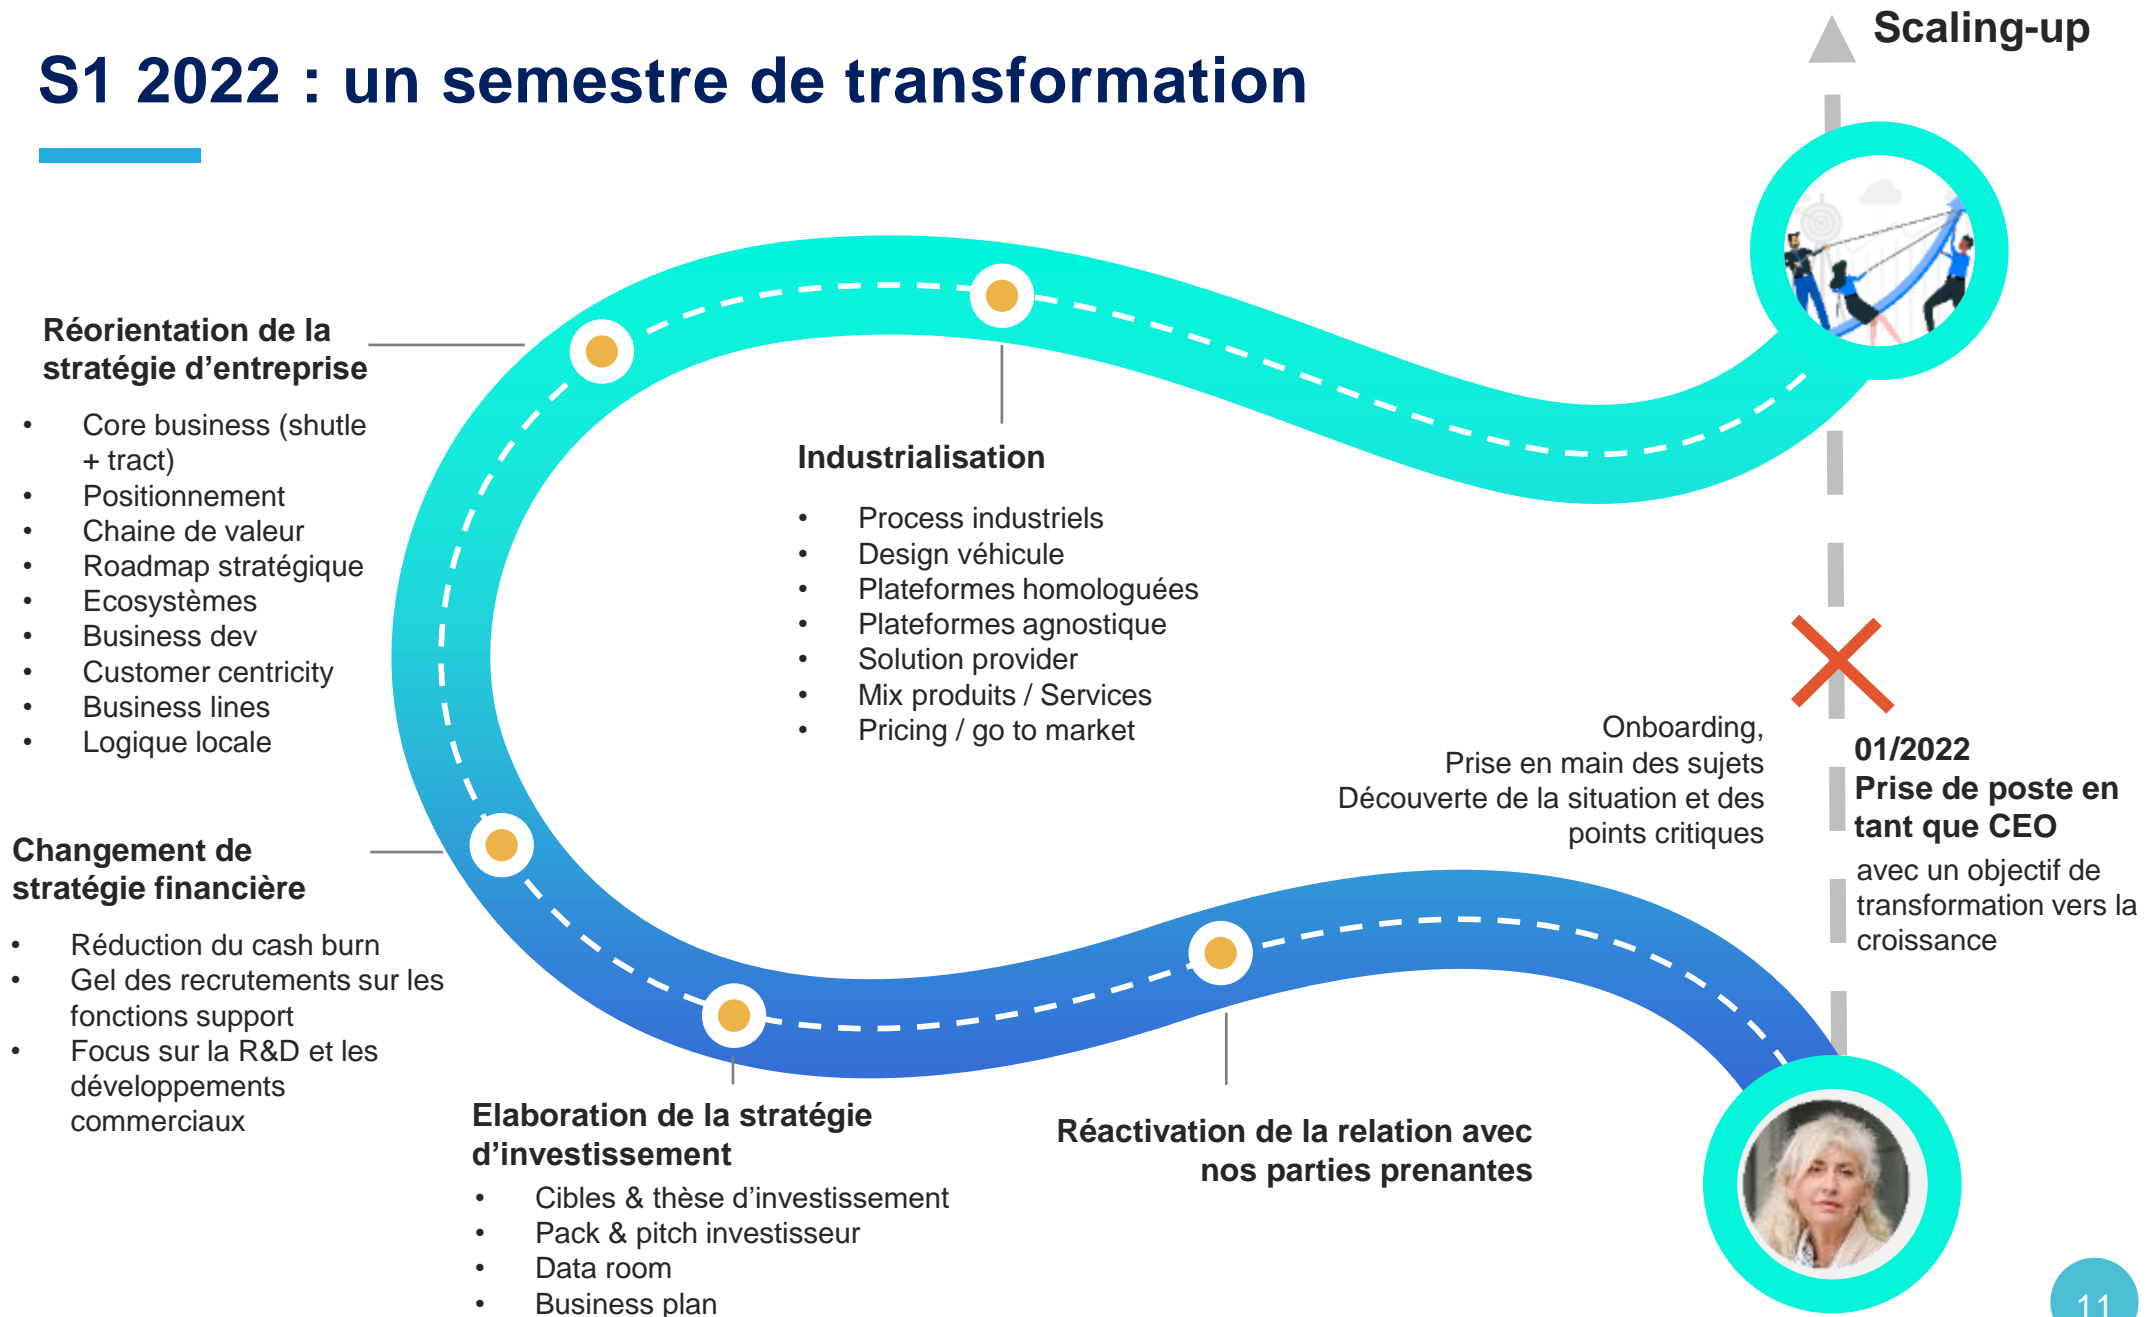 Scaling-up
S1 2022 : un semestre de transformation
Réorientation de la
stratégie d’entreprise
• Core business (shutle
+ tract)
• Positionnement
• Chaine de valeur
• Roadmap stratégique
• Ecosystèmes
• Business dev
• Customer centricity
• Business lines
• Logique locale
Industrialisation
• Process industriels
• Design véhicule
• Plateformes homologuées
• Plateformes agnostique
• Solution provider
• Mix produits / Services
• Pricing / go to market
Onboarding,
Prise en main des sujets
Découverte de la situation et des
points critiques
01/2022
Prise de poste en
tant que CEO
avec un objectif de
transformation vers la
croissance
Changement de
stratégie financière
• Réduction du cash burn
• Gel des recrutements sur les
fonctions support
• Focus sur la R&D et les
développements
commerciaux
Elaboration de la stratégie
d’investissement
• Cibles & thèse d’investissement
• Pack & pitch investisseur
• Data room
• Business plan
Réactivation de la relation avec
nos parties prenantes
11